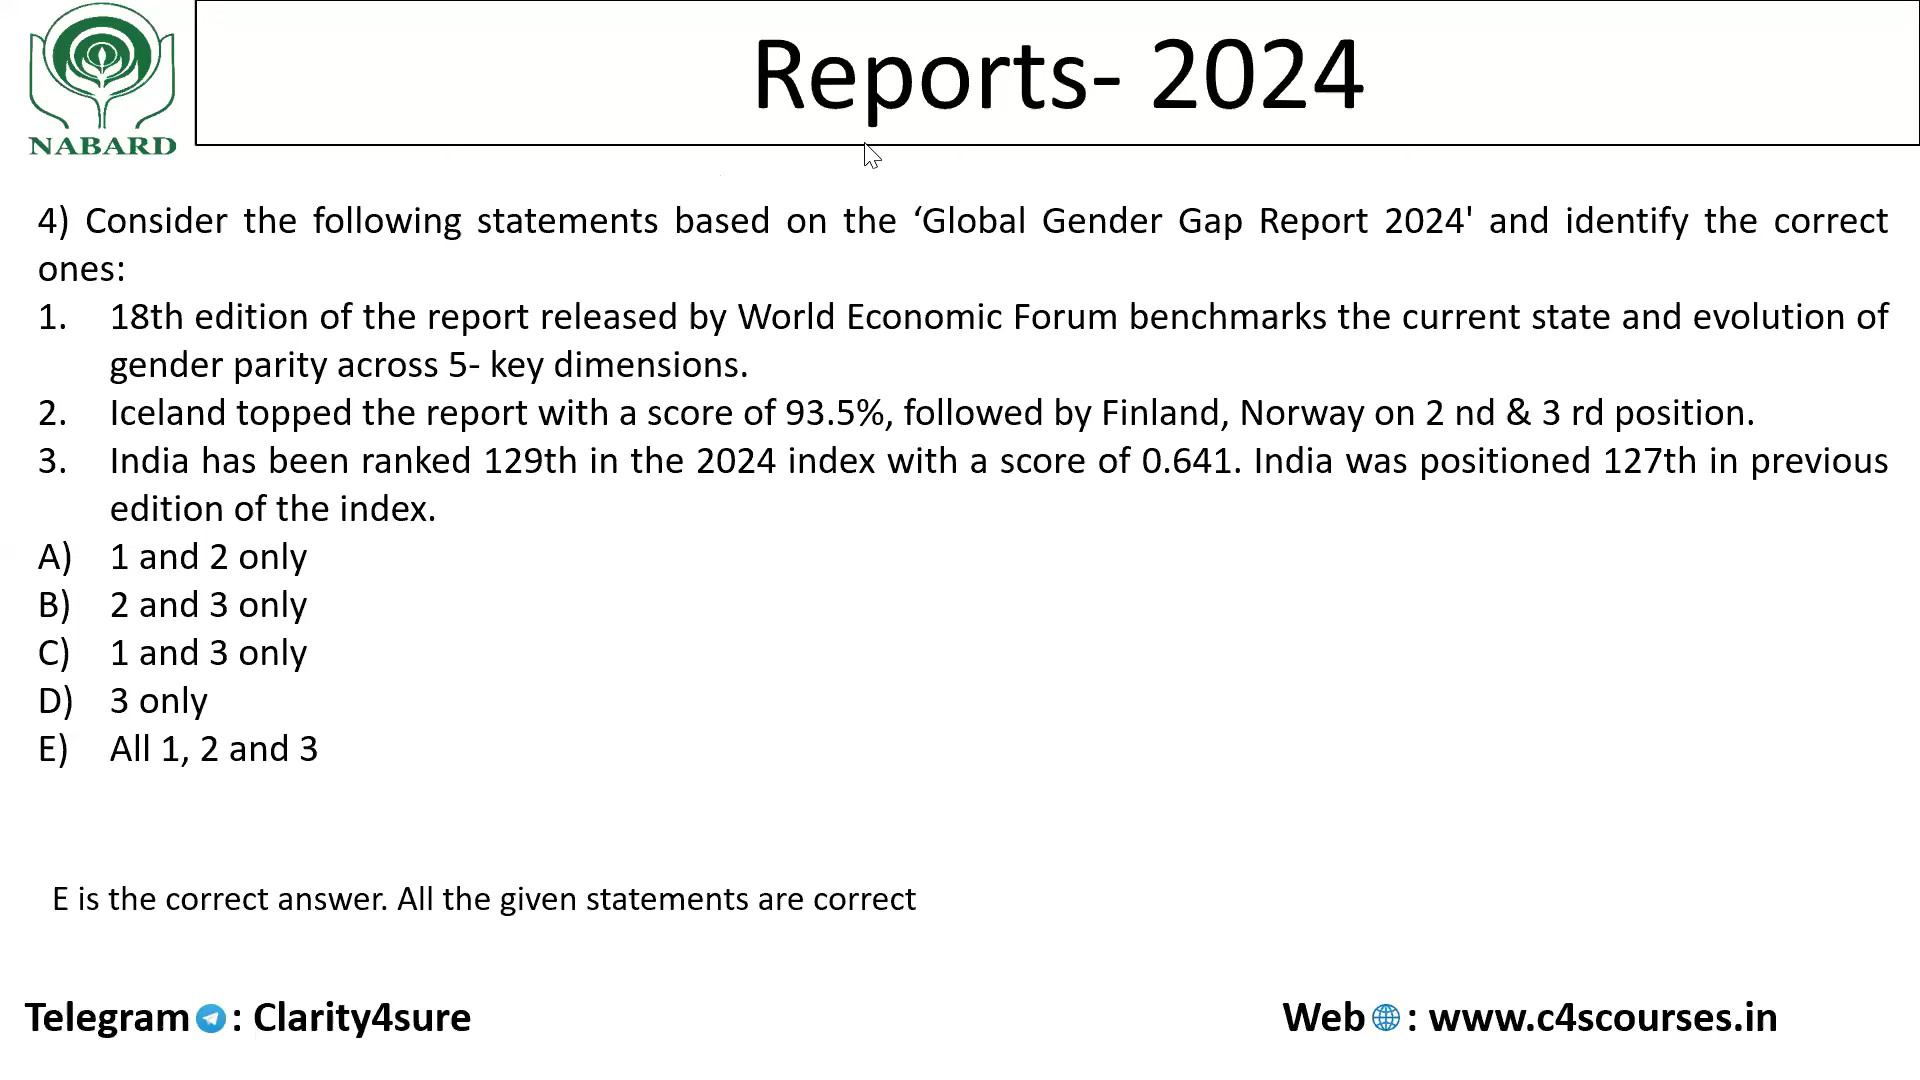 NABARD
Reports- 2024
4) Consider the following statements based on the ‘Global Gender Gap Report 2024' and identify the correct
ones:
1. 18th edition of the report released by World Economic Forum benchmarks the current state and evolution of
gender parity across 5- key dimensions.
2. Iceland topped the report with a score of 93.5%, followed by Finland, Norway on 2 nd & 3 rd position.
3. India has been ranked 129th in the 2024 index with a score of 0.641. India was positioned 127th in previous
edition of the index.
A) 1 and 2 only
B) 2 and 3 only
C) 1 and 3 only
D) 3 only
E) All 1, 2 and 3
E is the correct answer. All the given statements are correct
Telegram : Clarity4sure
Web : www.c4scourses.in